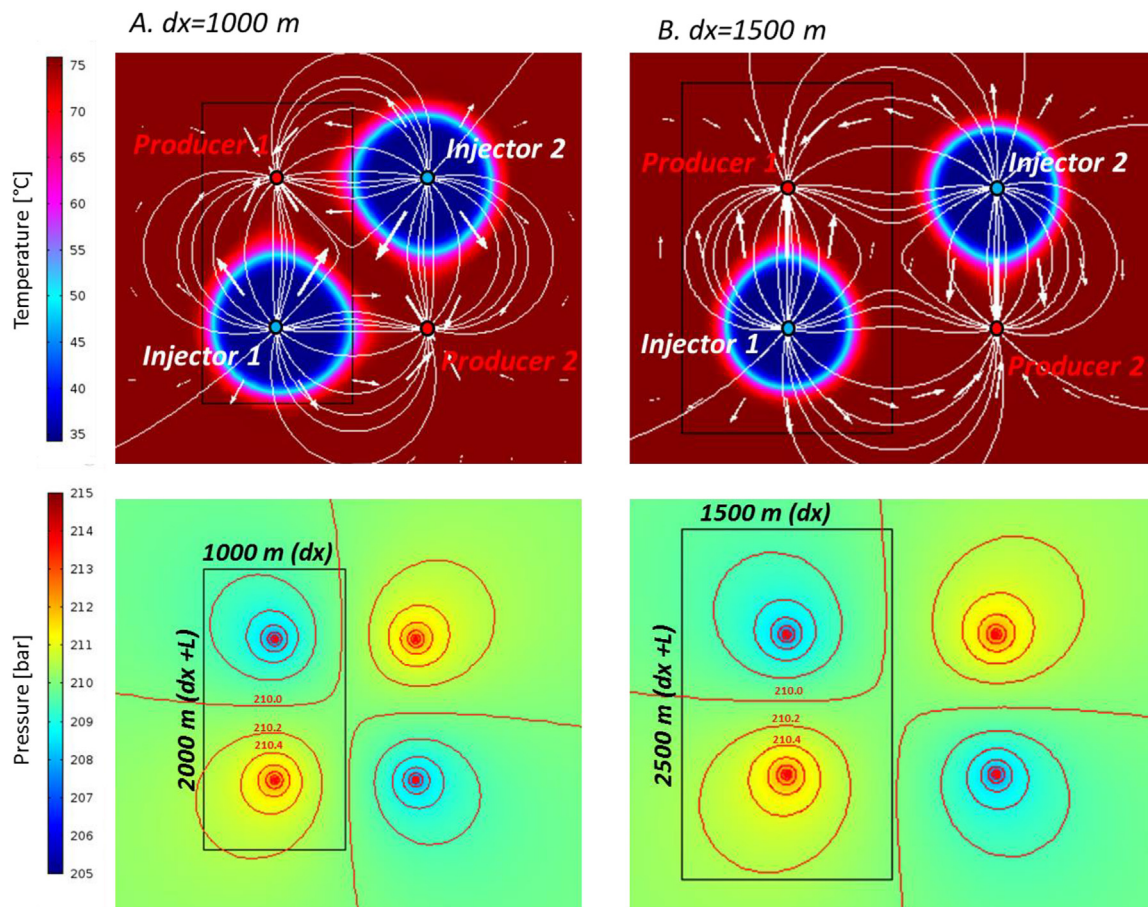 A. dx=1000 m
B. dx=1500 m
Temperature [°C]
75
70
65
60
55
50
45
40
35
Producer 1
Injector 2
Injector 1
Producer 2
Producer 1
Injector 2
Injector 1
Producer 2
Pressure [bar]
215
214
213
212
211
210
209
208
207
206
205
1000 m (dx)
2000 m (dx +L)
210.0
210.2
210.4
1500 m (dx)
2500 m (dx+L)
210.0
210.2
210.4